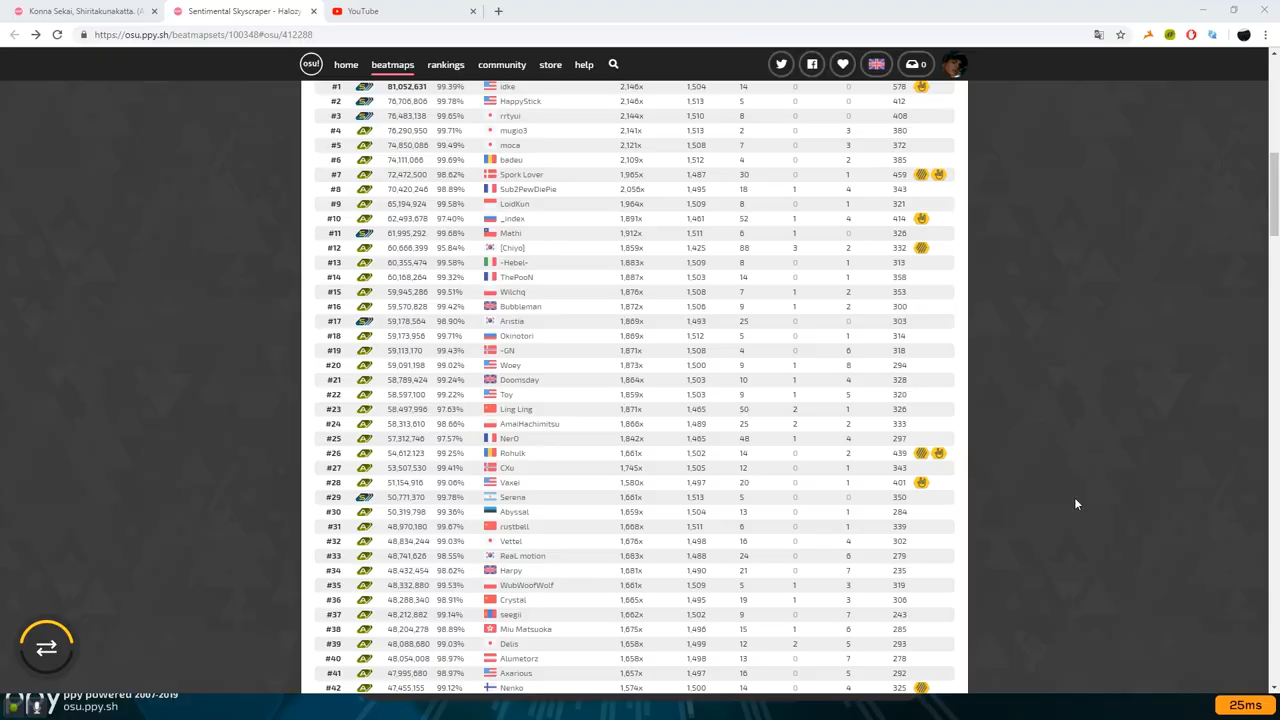 Konna Sekai, Shiritakunakatta. (A × Sentimental Skyscraper - Halozy × YouTube × +
https://osu.ppy.sh/beatmapsets/100348#osu/412288
osu! home beatmaps rankings community store help 0
#1 81,052,631 99.39% idke 2,146x 1,504 14 0 0 578
#2 76,706,806 99.78% HappyStick 2,146x 1,513 5 0 0 412
#3 76,483,138 99.65% rrtyui 2,144x 1,510 8 0 0 408
#4 76,290,950 99.71% mugio3 2,141x 1,513 2 0 3 380
#5 74,850,086 99.49% moca 2,121x 1,508 7 0 3 372
#6 74,111,066 99.69% badeu 2,109x 1,512 4 0 2 385
#7 72,472,500 98.62% Spork Lover 1,965x 1,487 30 0 1 459
#8 70,420,246 98.89% Sub2PewDiePie 2,056x 1,495 18 1 4 343
#9 65,194,924 99.58% LoidKun 1,964x 1,509 8 0 1 321
#10 62,493,678 97.40% _index 1,891x 1,461 52 1 4 414
#11 61,995,292 99.68% Mathi 1,912x 1,511 6 1 0 326
#12 60,666,399 95.84% [Chiyo] 1,859x 1,425 88 3 2 332
#13 60,355,474 99.58% -Hebel- 1,883x 1,509 8 0 1 313
#14 60,168,264 99.32% ThePooN 1,887x 1,503 14 0 1 358
#15 59,945,286 99.51% Wilchq 1,876x 1,508 7 1 2 353
#16 59,570,828 99.42% Bubbleman 1,872x 1,506 9 1 2 300
#17 59,178,564 98.90% Aristia 1,869x 1,493 25 0 0 303
#18 59,173,956 99.71% Okinotori 1,869x 1,512 5 0 1 314
#19 59,113,170 99.43% -GN 1,871x 1,508 4 0 6 318
#20 59,091,198 99.02% Woey 1,873x 1,500 9 1 8 294
#21 58,789,424 99.24% Doomsday 1,864x 1,503 10 1 4 328
#22 58,597,100 99.22% Toy 1,859x 1,503 9 1 5 320
#23 58,497,996 97.63% Ling Ling 1,871x 1,465 50 2 1 326
#24 58,313,610 98.66% AmaiHachimitsu 1,866x 1,489 25 2 2 333
#25 57,312,746 97.57% Ner0 1,842x 1,465 48 1 4 297
#26 54,612,123 99.25% Rohulk 1,661x 1,502 14 0 2 439
#27 53,507,530 99.41% CXu 1,745x 1,505 12 0 1 343
#28 51,154,916 99.06% Vaxei 1,580x 1,497 20 0 1 401
#29 50,771,370 99.78% Serena 1,661x 1,513 5 0 0 350
#30 50,319,798 99.36% Abyssal 1,659x 1,504 13 0 1 284
#31 48,970,180 99.67% rustbell 1,668x 1,511 6 0 1 339
#32 48,834,244 99.03% Vettel 1,676x 1,498 16 0 4 302
#33 48,741,626 98.55% ReaL motion 1,683x 1,488 24 0 6 279
#34 48,432,454 98.62% Harpy 1,681x 1,490 21 0 7 235
#35 48,332,880 99.53% WubWoofWolf 1,661x 1,509 5 1 3 319
#36 48,288,340 98.91% Crystal 1,665x 1,495 19 1 3 306
#37 48,212,882 99.14% seegii 1,662x 1,502 9 0 7 243
#38 48,204,278 98.89% Miu Matsuoka 1,675x 1,496 15 1 6 285
#39 48,088,680 99.03% Delis 1,658x 1,499 12 2 5 293
#40 48,054,008 98.97% Alumetorz 1,658x 1,498 13 0 7 278
#41 47,995,680 98.97% Axarious 1,657x 1,497 14 0 5 292
#42 47,455,155 99.12% Nenko 1,574x 1,500 14 0 4 325
ppy powered 2007-2019
osu.ppy.sh
25ms